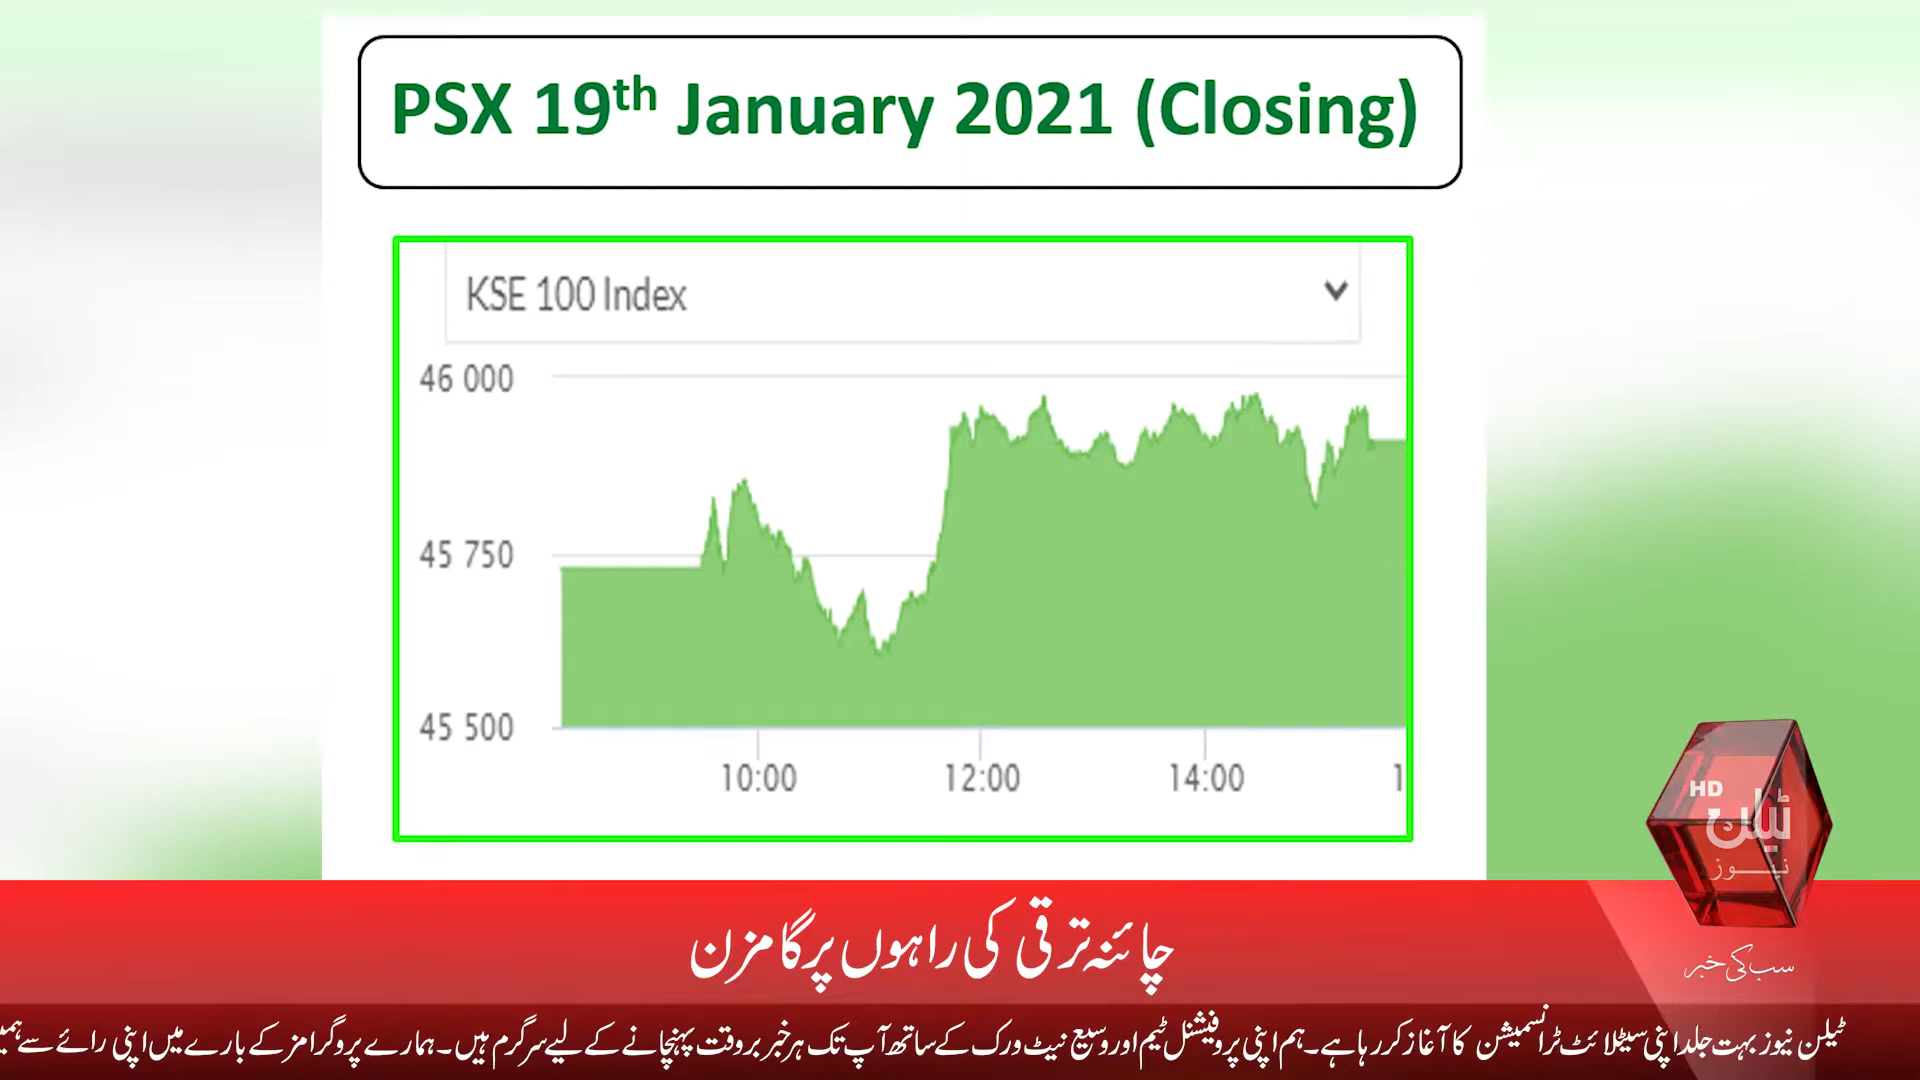 PSX 19th January 2021 (Closing)
KSE 100 Index
46 000
45 750
45 500
10:00 12:00 14:00 1
HD
ٹیلن
نیوز
چائنہ ترقی کی راہوں پر گامزن
سب کی خبر
ٹیلن نیوز بہت جلد اپنی سیٹلائٹ ٹرانسمیشن کا آغاز کر رہا ہے۔ ہم اپنی پروفیشنل ٹیم اور وسیع نیٹ ورک کے ساتھ آپ تک ہر خبر بروقت پہنچانے کے لیے سرگرم ہیں۔ ہمارے پروگرامز کے بارے میں اپنی رائے سے